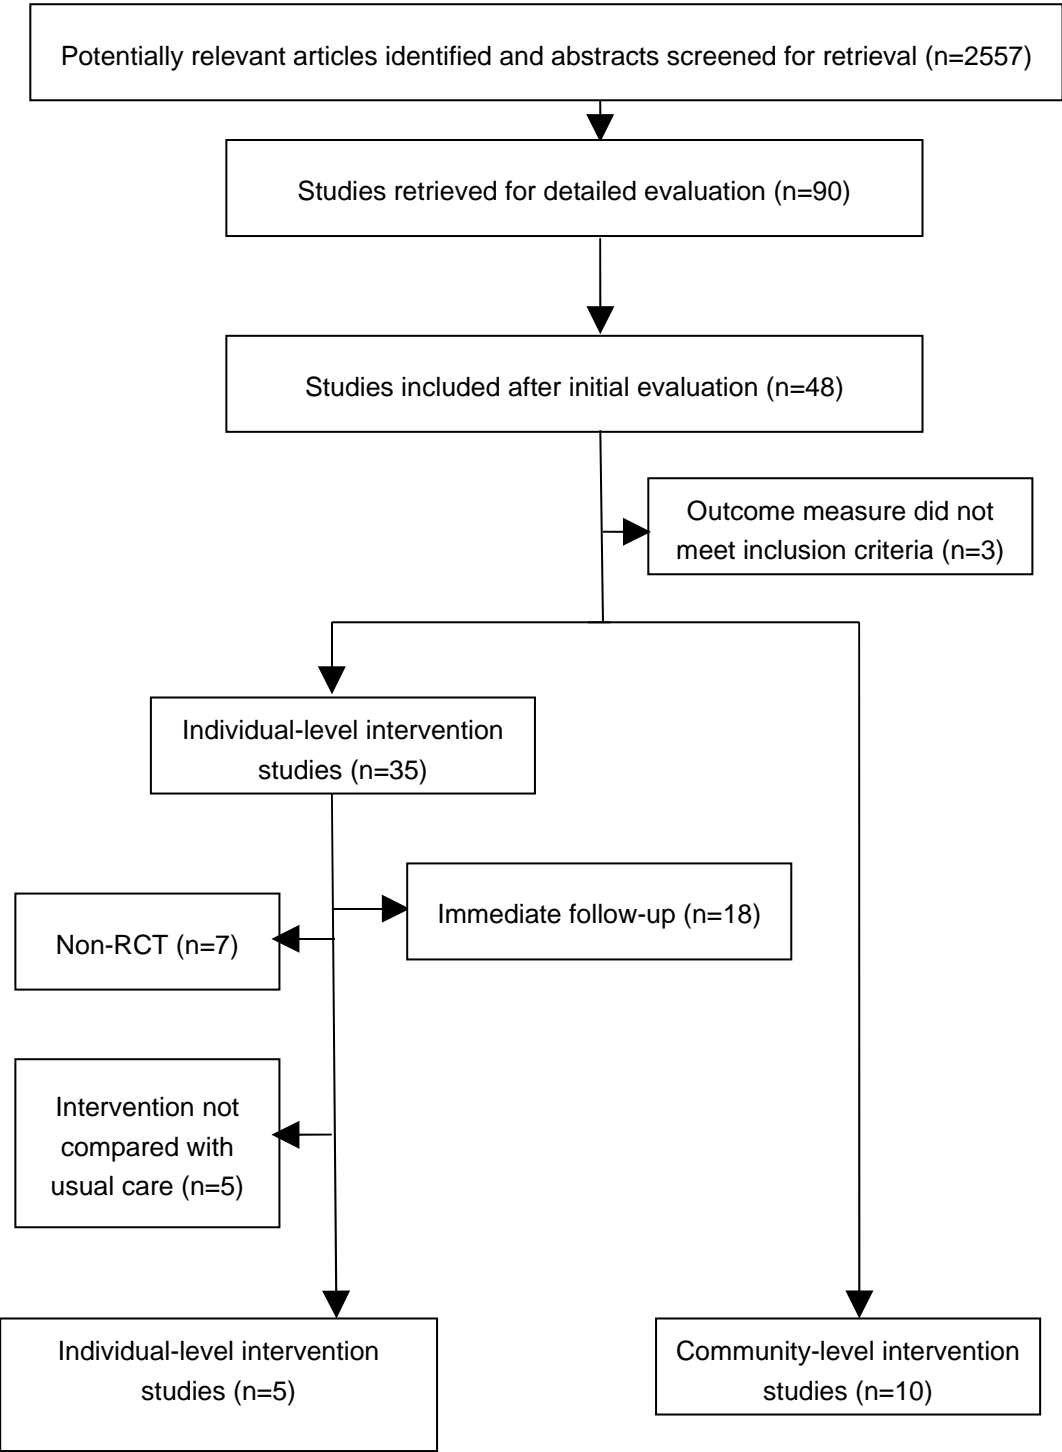 Potentially relevant articles identified and abstracts screened for retrieval (n=2557)
Studies retrieved for detailed evaluation (n=90)
Studies included after initial evaluation (n=48)
Outcome measure did not
meet inclusion criteria (n=3)
Individual-level intervention
studies (n=35)
Immediate follow-up (n=18)
Non-RCT (n=7)
Intervention not
compared with
usual care (n=5)
Individual-level intervention
studies (n=5)
Community-level intervention
studies (n=10)